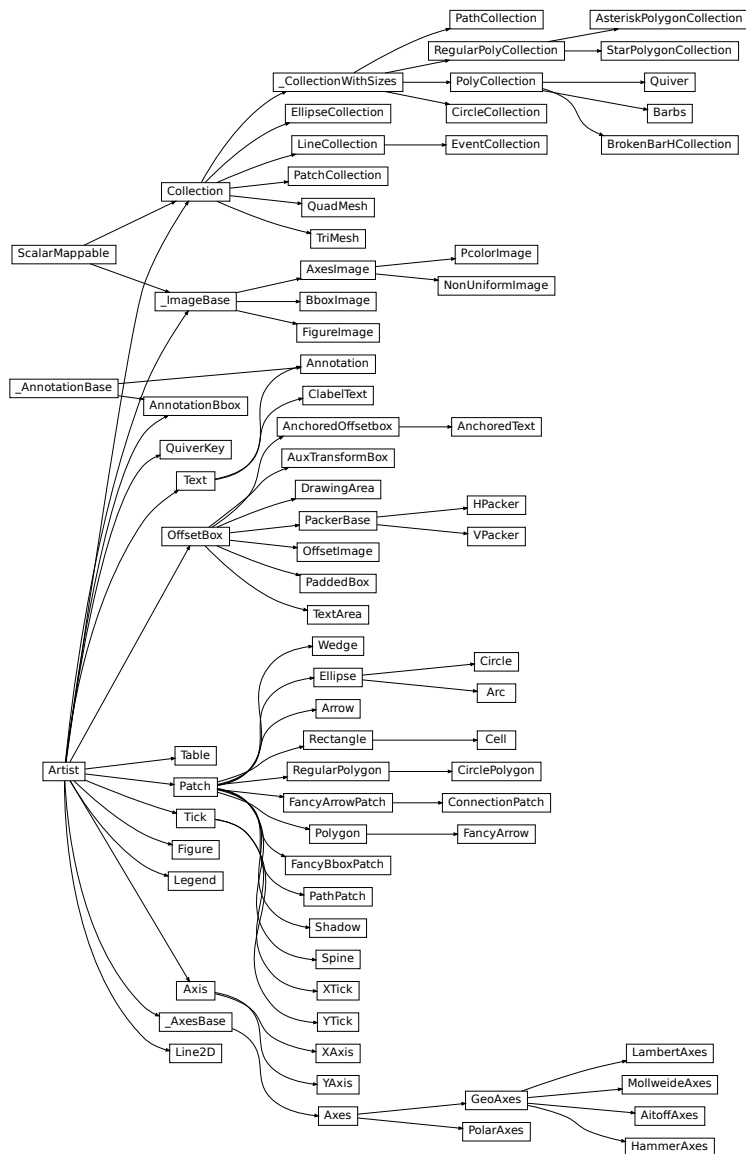 PathCollection
AsteriskPolygonCollection
RegularPolyCollection
StarPolygonCollection
_CollectionWithSizes
PolyCollection
Quiver
EllipseCollection
CircleCollection
Barbs
LineCollection
EventCollection
BrokenBarHCollection
PatchCollection
Collection
QuadMesh
TriMesh
ScalarMappable
PcolorImage
AxesImage
NonUniformImage
_ImageBase
BboxImage
FigureImage
Annotation
_AnnotationBase
ClabelText
AnnotationBbox
AnchoredOffsetbox
AnchoredText
QuiverKey
AuxTransformBox
Text
DrawingArea
HPacker
PackerBase
OffsetBox
VPacker
OffsetImage
PaddedBox
TextArea
Wedge
Circle
Ellipse
Arc
Arrow
Rectangle
Cell
Table
Artist
RegularPolygon
CirclePolygon
Patch
FancyArrowPatch
ConnectionPatch
Tick
Polygon
FancyArrow
Figure
FancyBboxPatch
Legend
PathPatch
Shadow
Spine
Axis
XTick
_AxesBase
YTick
Line2D
XAxis
LambertAxes
YAxis
MollweideAxes
GeoAxes
Axes
AitoffAxes
PolarAxes
HammerAxes